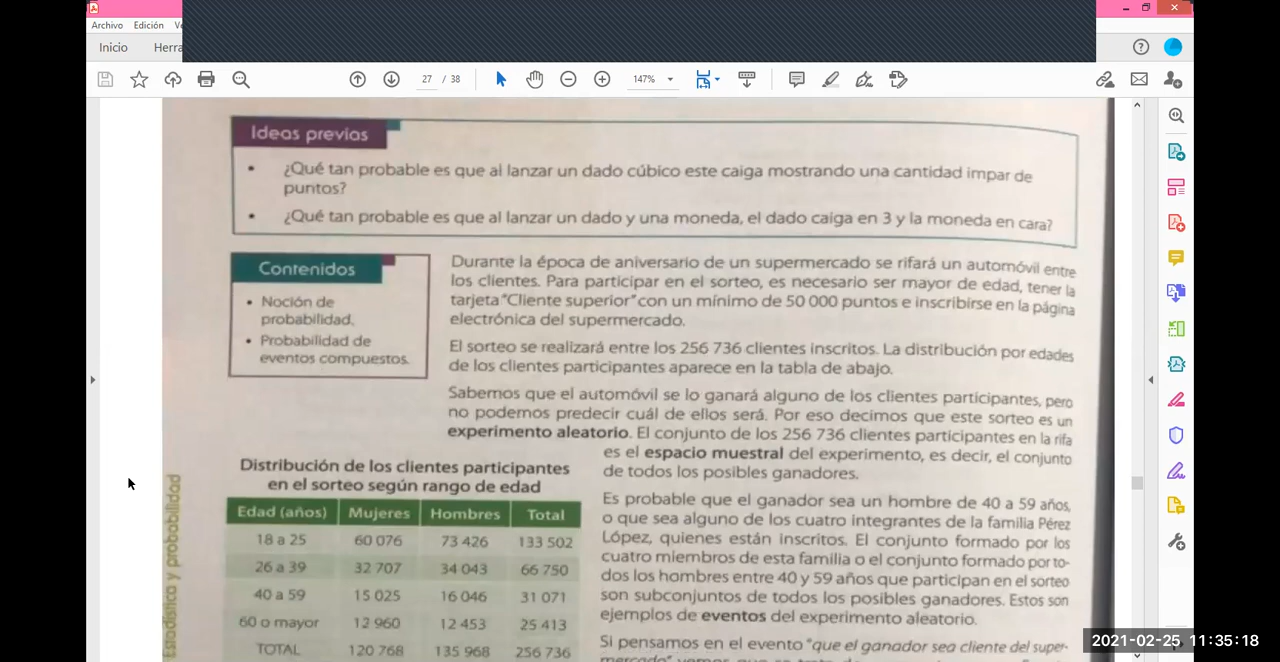 Archivo Edición
Inicio Herra
27 / 38
147%
Ideas previas
• ¿Qué tan probable es que al lanzar un dado cúbico este caiga mostrando una cantidad impar de
puntos?
• ¿Qué tan probable es que al lanzar un dado y una moneda, el dado caiga en 3 y la moneda en cara?
Contenidos
• Noción de
probabilidad.
• Probabilidad de
eventos compuestos.
Durante la época de aniversario de un supermercado se rifará un automóvil entre
los clientes. Para participar en el sorteo, es necesario ser mayor de edad, tener la
tarjeta "Cliente superior" con un mínimo de 50 000 puntos e inscribirse en la página
electrónica del supermercado.
El sorteo se realizará entre los 256 736 clientes inscritos. La distribución por edades
de los clientes participantes aparece en la tabla de abajo.
Sabemos que el automóvil se lo ganará alguno de los clientes participantes, pero
no podemos predecir cuál de ellos será. Por eso decimos que este sorteo es un
experimento aleatorio. El conjunto de los 256 736 clientes participantes en la rifa
es el espacio muestral del experimento, es decir, el conjunto
de todos los posibles ganadores.
Distribución de los clientes participantes
en el sorteo según rango de edad
Edad (años) Mujeres Hombres Total
18 a 25 60 076 73 426 133 502
26 a 39 32 707 34 043 66 750
40 a 59 15 025 16 046 31 071
60 o mayor 12 960 12 453 25 413
TOTAL 120 768 135 968 256 736
Es probable que el ganador sea un hombre de 40 a 59 años,
o que sea alguno de los cuatro integrantes de la familia Pérez
López, quienes están inscritos. El conjunto formado por los
cuatro miembros de esta familia o el conjunto formado por to-
dos los hombres entre 40 y 59 años que participan en el sorteo
son subconjuntos de todos los posibles ganadores. Estos son
ejemplos de eventos del experimento aleatorio.
Si pensamos en el evento "que el ganador sea cliente del super-
Estadística y probabilidad
2021-02-25 11:35:18